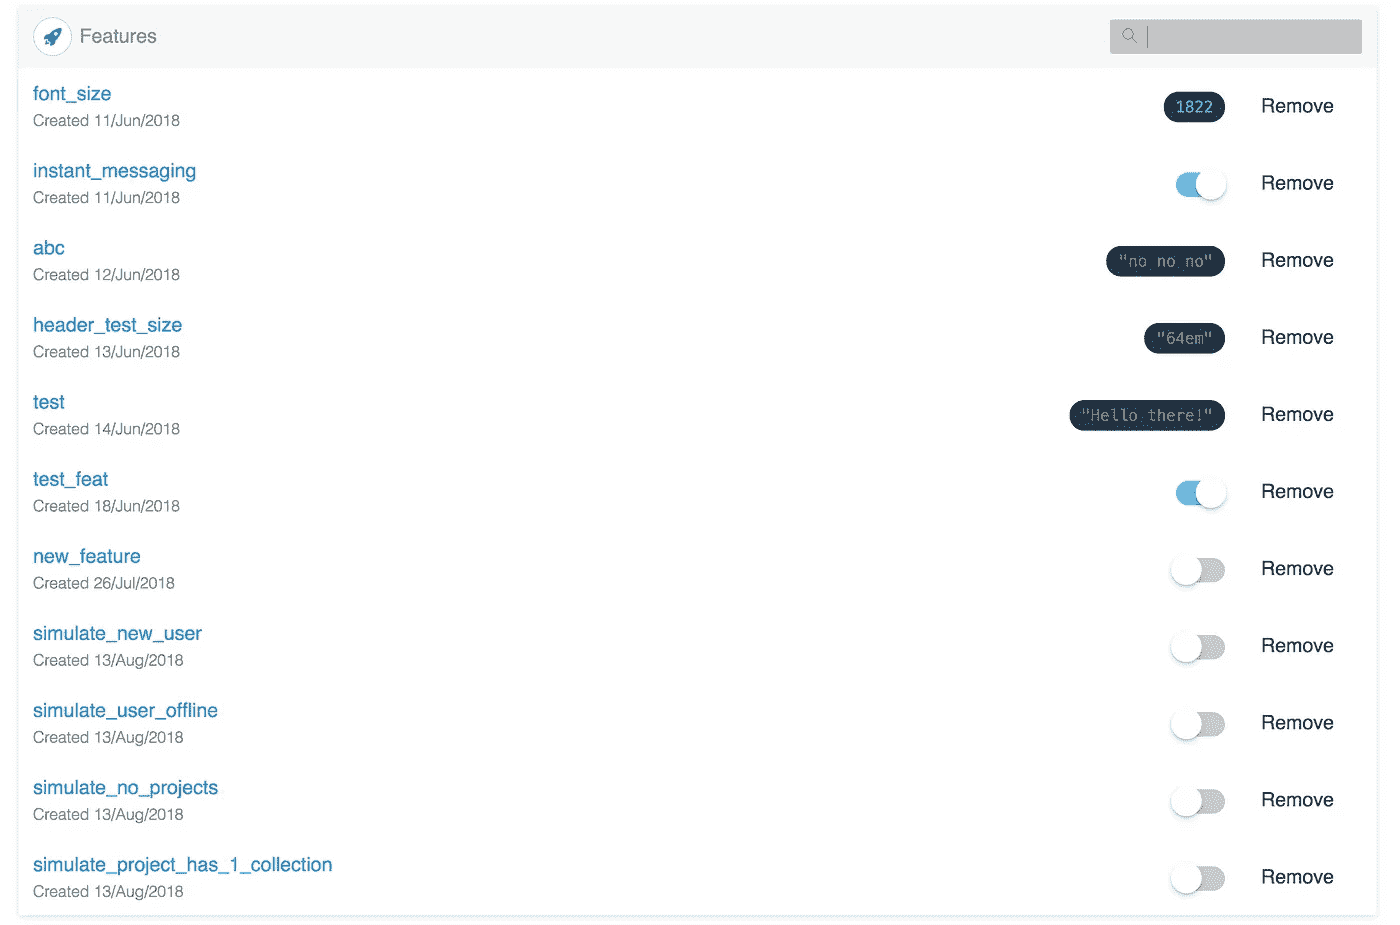 Features
font_size
1822
Remove
Created 11/Jun/2018
instant_messaging
Remove
Created 11/Jun/2018
abc
"no no no"
Remove
Created 12/Jun/2018
header_test_size
"64em"
Remove
Created 13/Jun/2018
test
"Hello there!"
Remove
Created 14/Jun/2018
test_feat
Remove
Created 18/Jun/2018
new_feature
Remove
Created 26/Jul/2018
simulate_new_user
Remove
Created 13/Aug/2018
simulate_user_offline
Remove
Created 13/Aug/2018
simulate_no_projects
Remove
Created 13/Aug/2018
simulate_project_has_1_collection
Remove
Created 13/Aug/2018